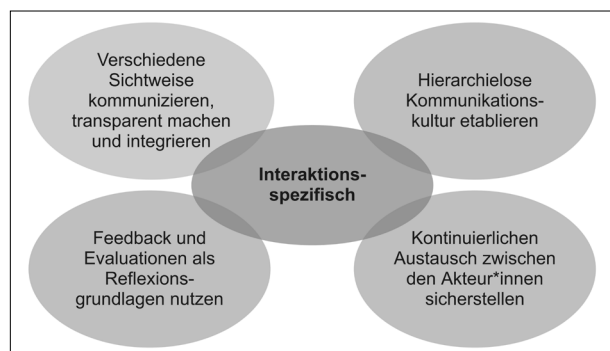 Verschiedene
Sichtweise
kommunizieren,
transparent machen
und integrieren
Hierarchielose
Kommunikations-
kultur etablieren
Interaktions-
spezifisch
Feedback und
Evaluationen als
Reflexions-
grundlagen nutzen
Kontinuierlichen
Austausch zwischen
den Akteur*innen
sicherstellen